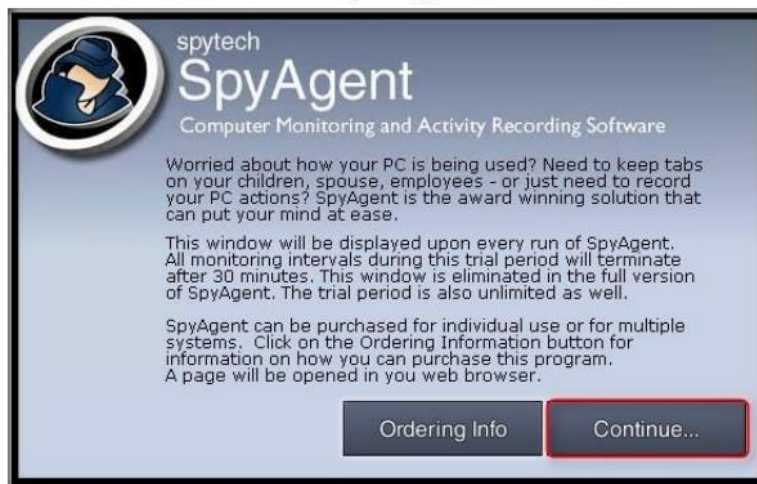 spytech
SpyAgent
Computer Monitoring and Activity Recording Software
Worried about how your PC is being used? Need to keep tabs
on your children, spouse, employees - or just need to record
your PC actions? SpyAgent is the award winning solution that
can put your mind at ease.
This window will be displayed upon every run of SpyAgent.
All monitoring intervals during this trial period will terminate
after 30 minutes. This window is eliminated in the full version
of SpyAgent. The trial period is also unlimited as well.
SpyAgent can be purchased for individual use or for multiple
systems. Click on the Ordering Information button for
information on how you can purchase this program.
A page will be opened in you web browser.
Ordering Info
Continue...